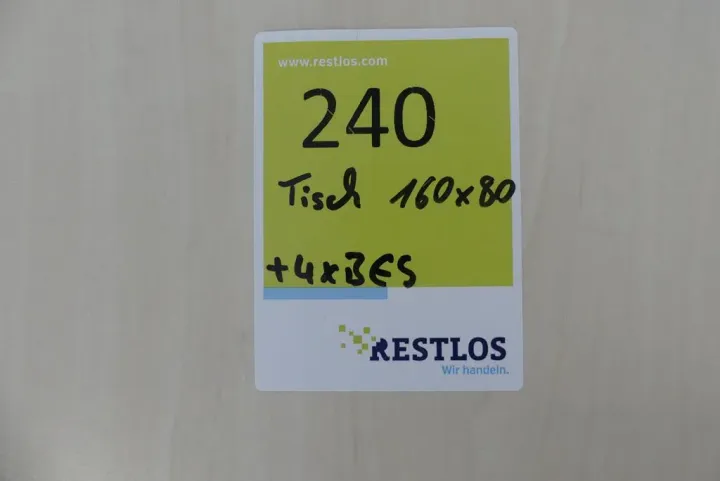 www.restlos.com
240
Tisch 160x80
+4xBES
RESTLOS
Wir handeln.